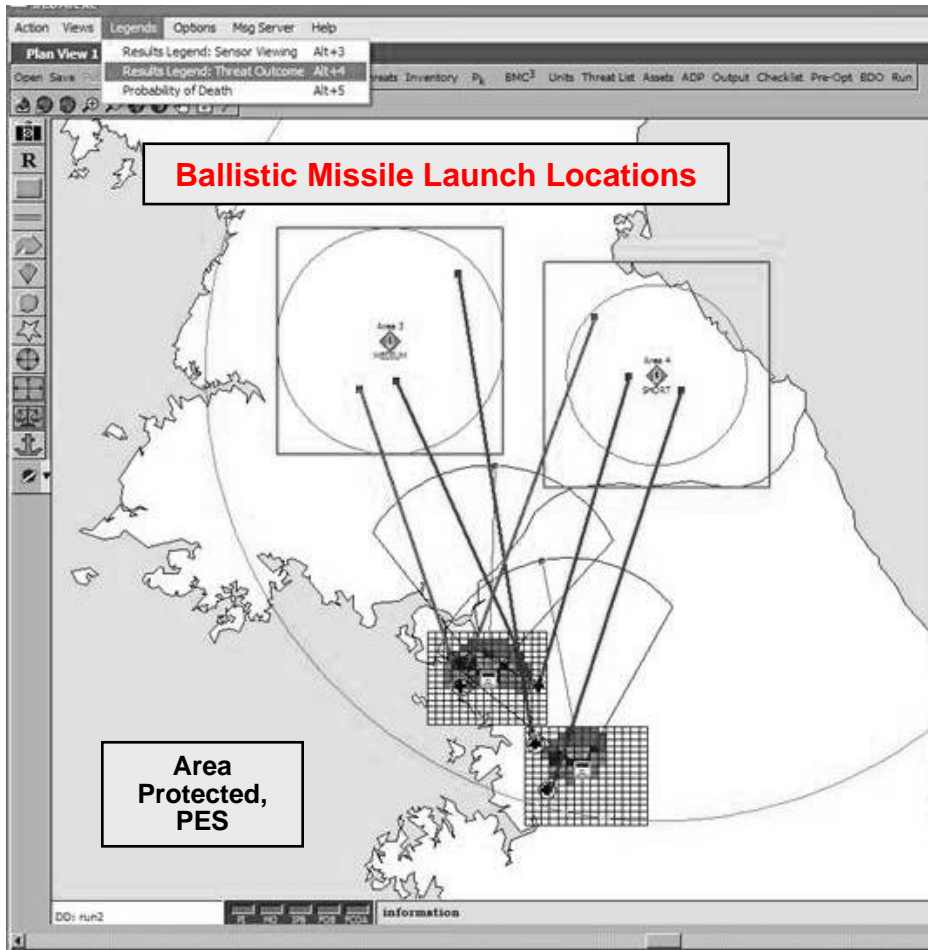 Action Views Legends Options Msg Server Help
Plan View 1
Results Legend: Sensor Viewing Alt+3
Results Legend: Threat Outcome Alt+4
Probability of Death Alt+5
Open Save Threats Inventory Pk BMC3 Units Threat List Assets ADP Output Checklist Pre-Opt BDO Run
R
Ballistic Missile Launch Locations
Area 3
MEDIUM
Area 4
SHORT
Area
Protected,
PES
DD: run2
information